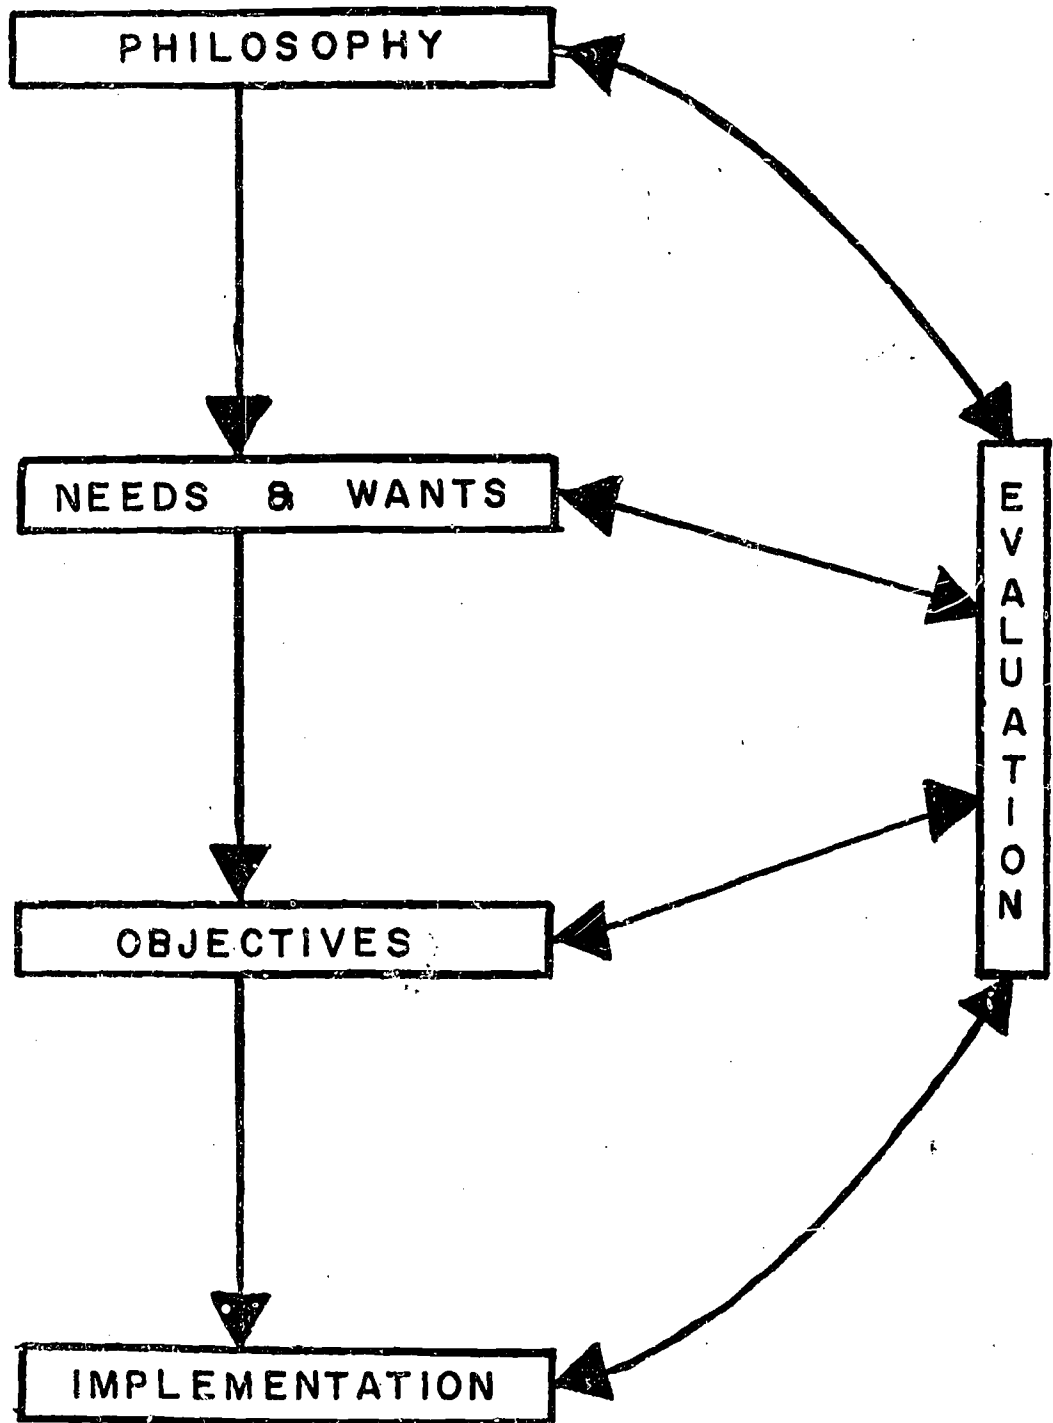 PHILOSOPHY
NEEDS & WANTS
EVALUATION
OBJECTIVES
IMPLEMENTATION